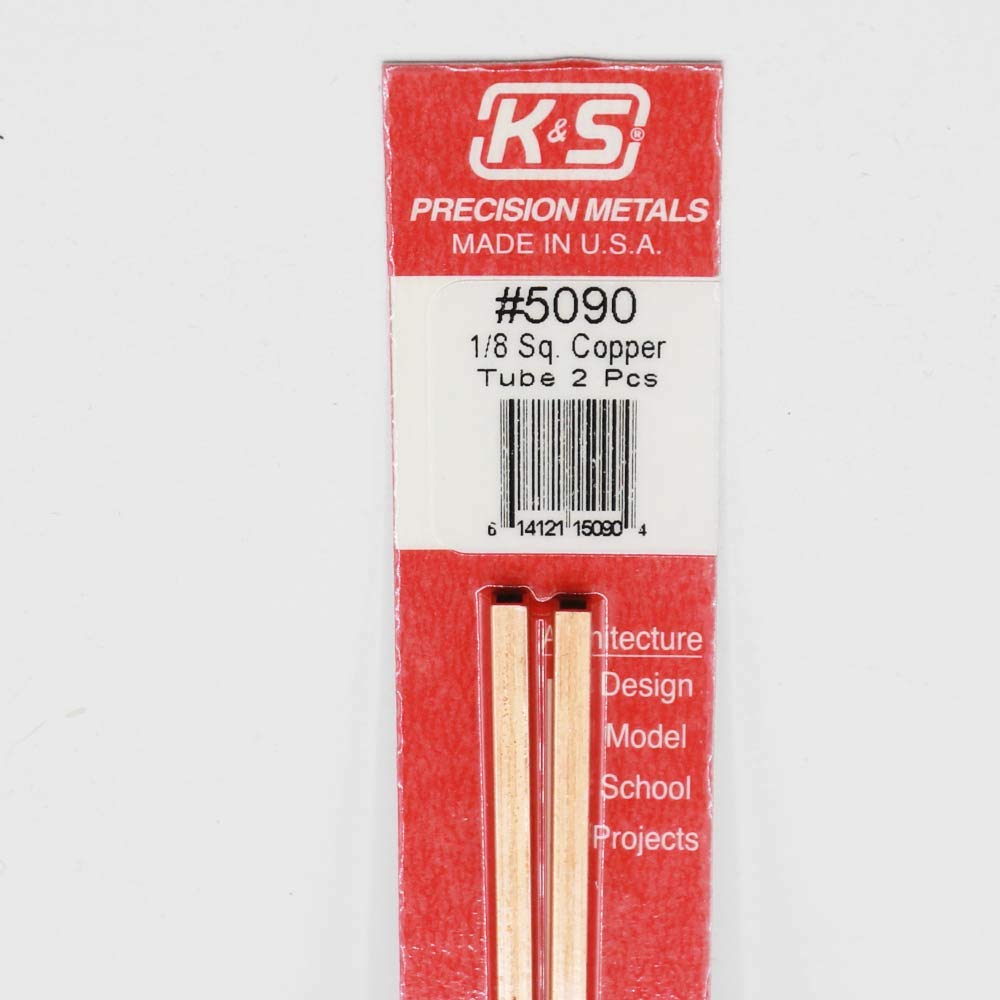 K&S®
PRECISION METALS
MADE IN U.S.A.
#5090
1/8 Sq. Copper
Tube 2 Pcs
6 14121 15090 4
Design
Model
School
Projects